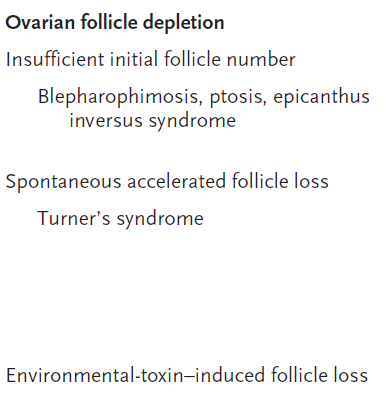 Ovarian follicle depletion
Insufficient initial follicle number
Blepharophimosis, ptosis, epicanthus
inversus syndrome
Spontaneous accelerated follicle loss
Turner’s syndrome
Environmental-toxin–induced follicle loss